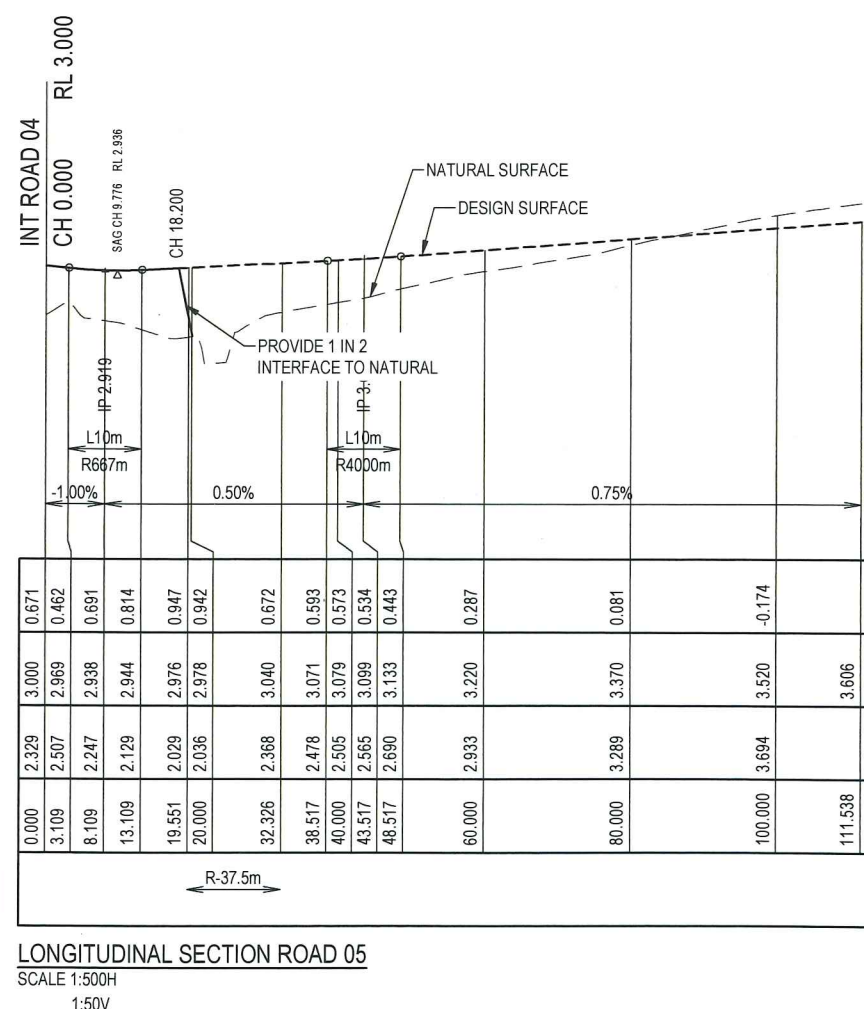 INT ROAD 04
CH 0.000 RL 3.000
SAG CH 9.776 RL 2.936
CH 18.200
NATURAL SURFACE
DESIGN SURFACE
PROVIDE 1 IN 2
INTERFACE TO NATURAL
IP 2.919
IP 3.
L10m
R667m
L10m
R4000m
-1.00%
0.50%
0.75%
0.671 0.462 0.691 0.814 0.947 0.942 0.672 0.593 0.573 0.534 0.443 0.287 0.081 -0.174
3.000 2.969 2.938 2.944 2.976 2.978 3.040 3.071 3.079 3.099 3.133 3.220 3.370 3.520 3.606
2.329 2.507 2.247 2.129 2.029 2.036 2.368 2.478 2.505 2.565 2.690 2.933 3.289 3.694
0.000 3.109 8.109 13.109 19.551 20.000 32.326 38.517 40.000 43.517 48.517 60.000 80.000 100.000 111.538
R-37.5m
LONGITUDINAL SECTION ROAD 05
SCALE 1:500H
1:50V